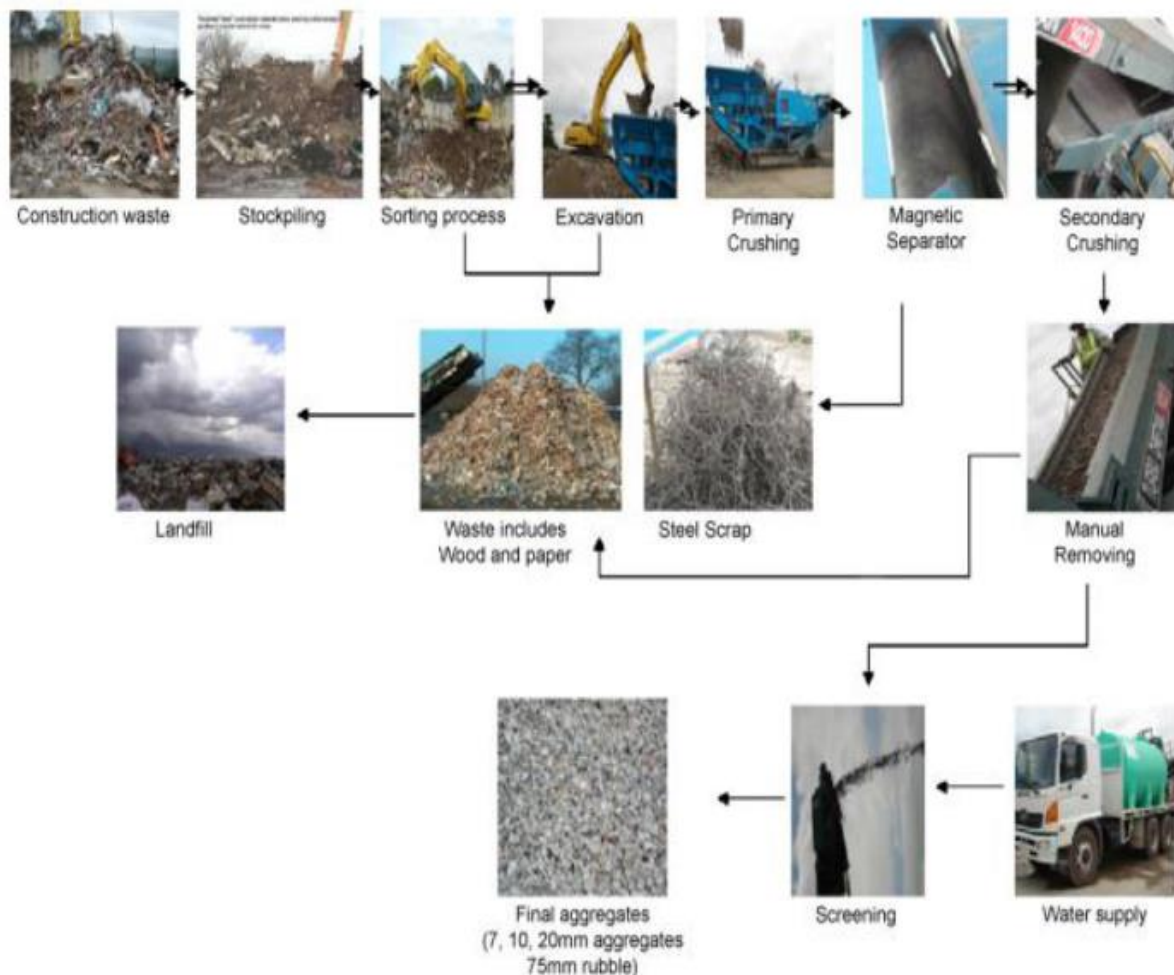 Construction waste
Stockpiling
Sorting process
Excavation
Primary
Crushing
Magnetic
Separator
Secondary
Crushing
Landfill
Waste includes
Wood and paper
Steel Scrap
Manual
Removing
Final aggregates
(7, 10, 20mm aggregates
75mm rubble)
Screening
Water supply